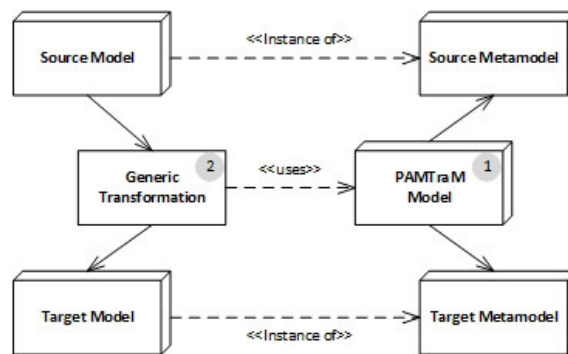 <<Instance of>>
Source Model
Source Metamodel
2
1
Generic
Transformation
<<uses>>
PAMTraM
Model
Target Model
Target Metamodel
<<Instance of>>